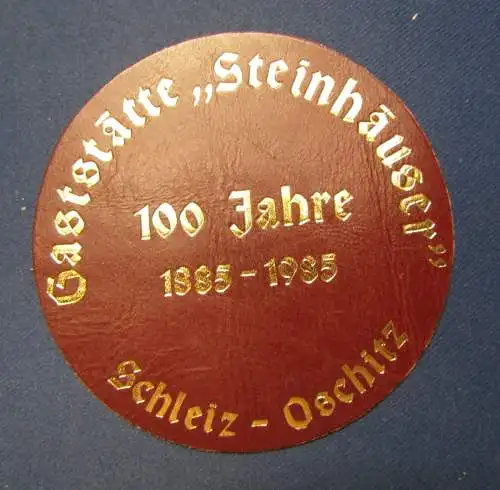 Gaststätte „Steinhäuser”
100 Jahre
1885-1985
Schleiz - Oschitz